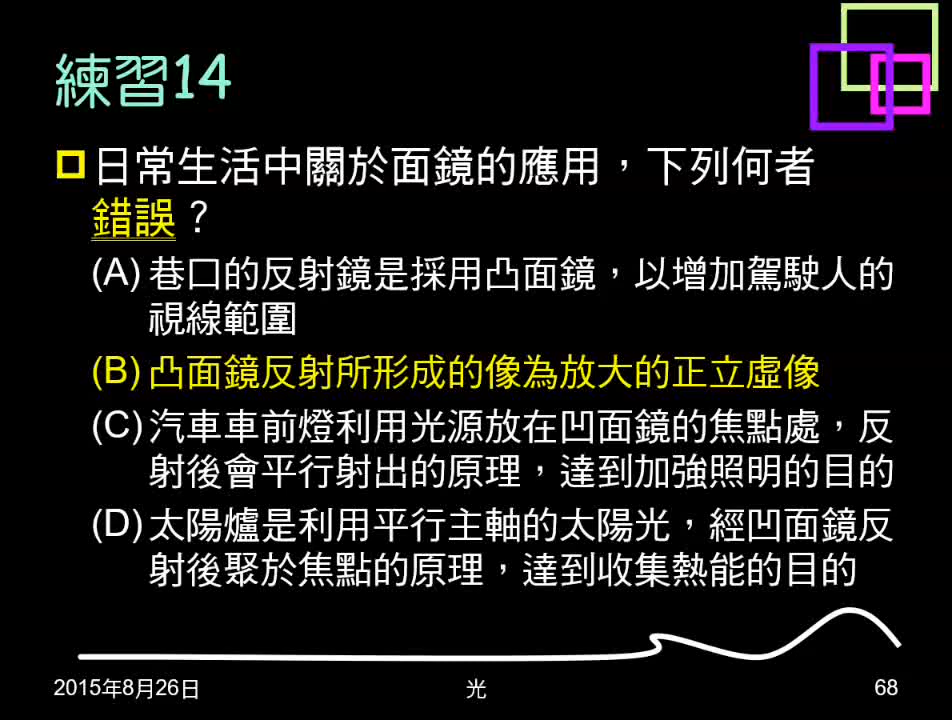 練習14
日常生活中關於面鏡的應用，下列何者
錯誤？
(A) 巷口的反射鏡是採用凸面鏡，以增加駕駛人的
視線範圍
(B) 凸面鏡反射所形成的像為放大的正立虛像
(C) 汽車車前燈利用光源放在凹面鏡的焦點處，反
射後會平行射出的原理，達到加強照明的目的
(D) 太陽爐是利用平行主軸的太陽光，經凹面鏡反
射後聚於焦點的原理，達到收集熱能的目的
2015年8月26日
光
68